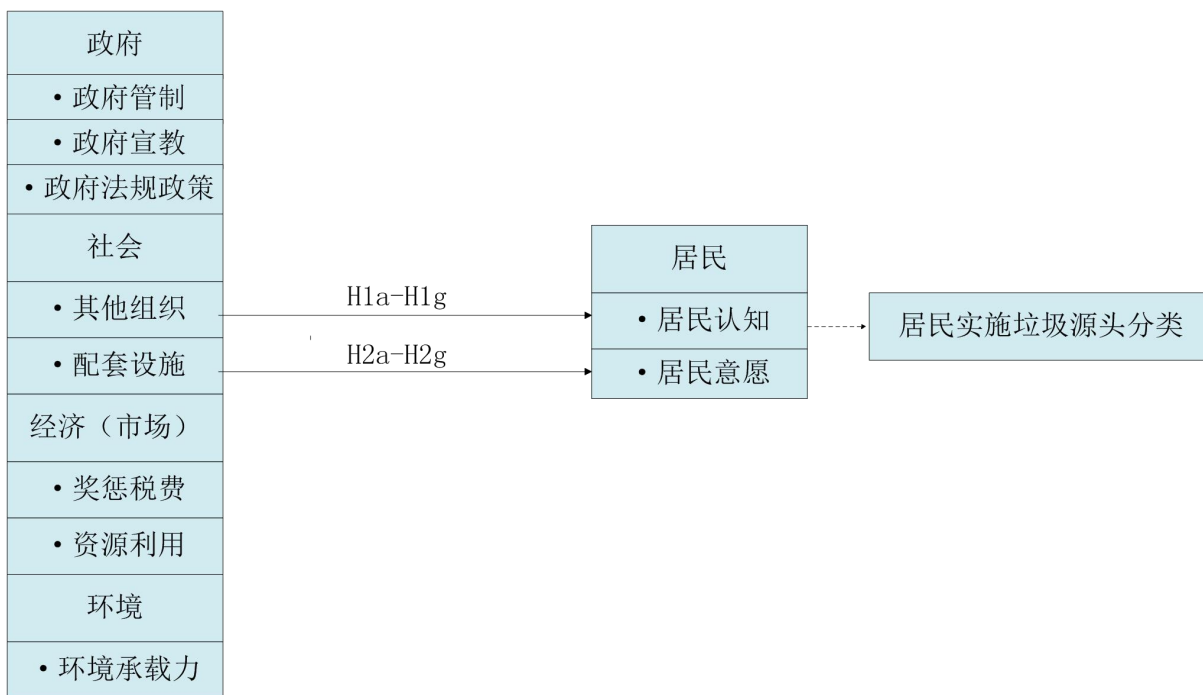 政府
•政府管制
•政府宣教
•政府法规政策
社会
•其他组织
•配套设施
经济（市场）
•奖惩税费
•资源利用
环境
•环境承载力
H1a-H1g
H2a-H2g
居民
•居民认知
•居民意愿
居民实施垃圾源头分类